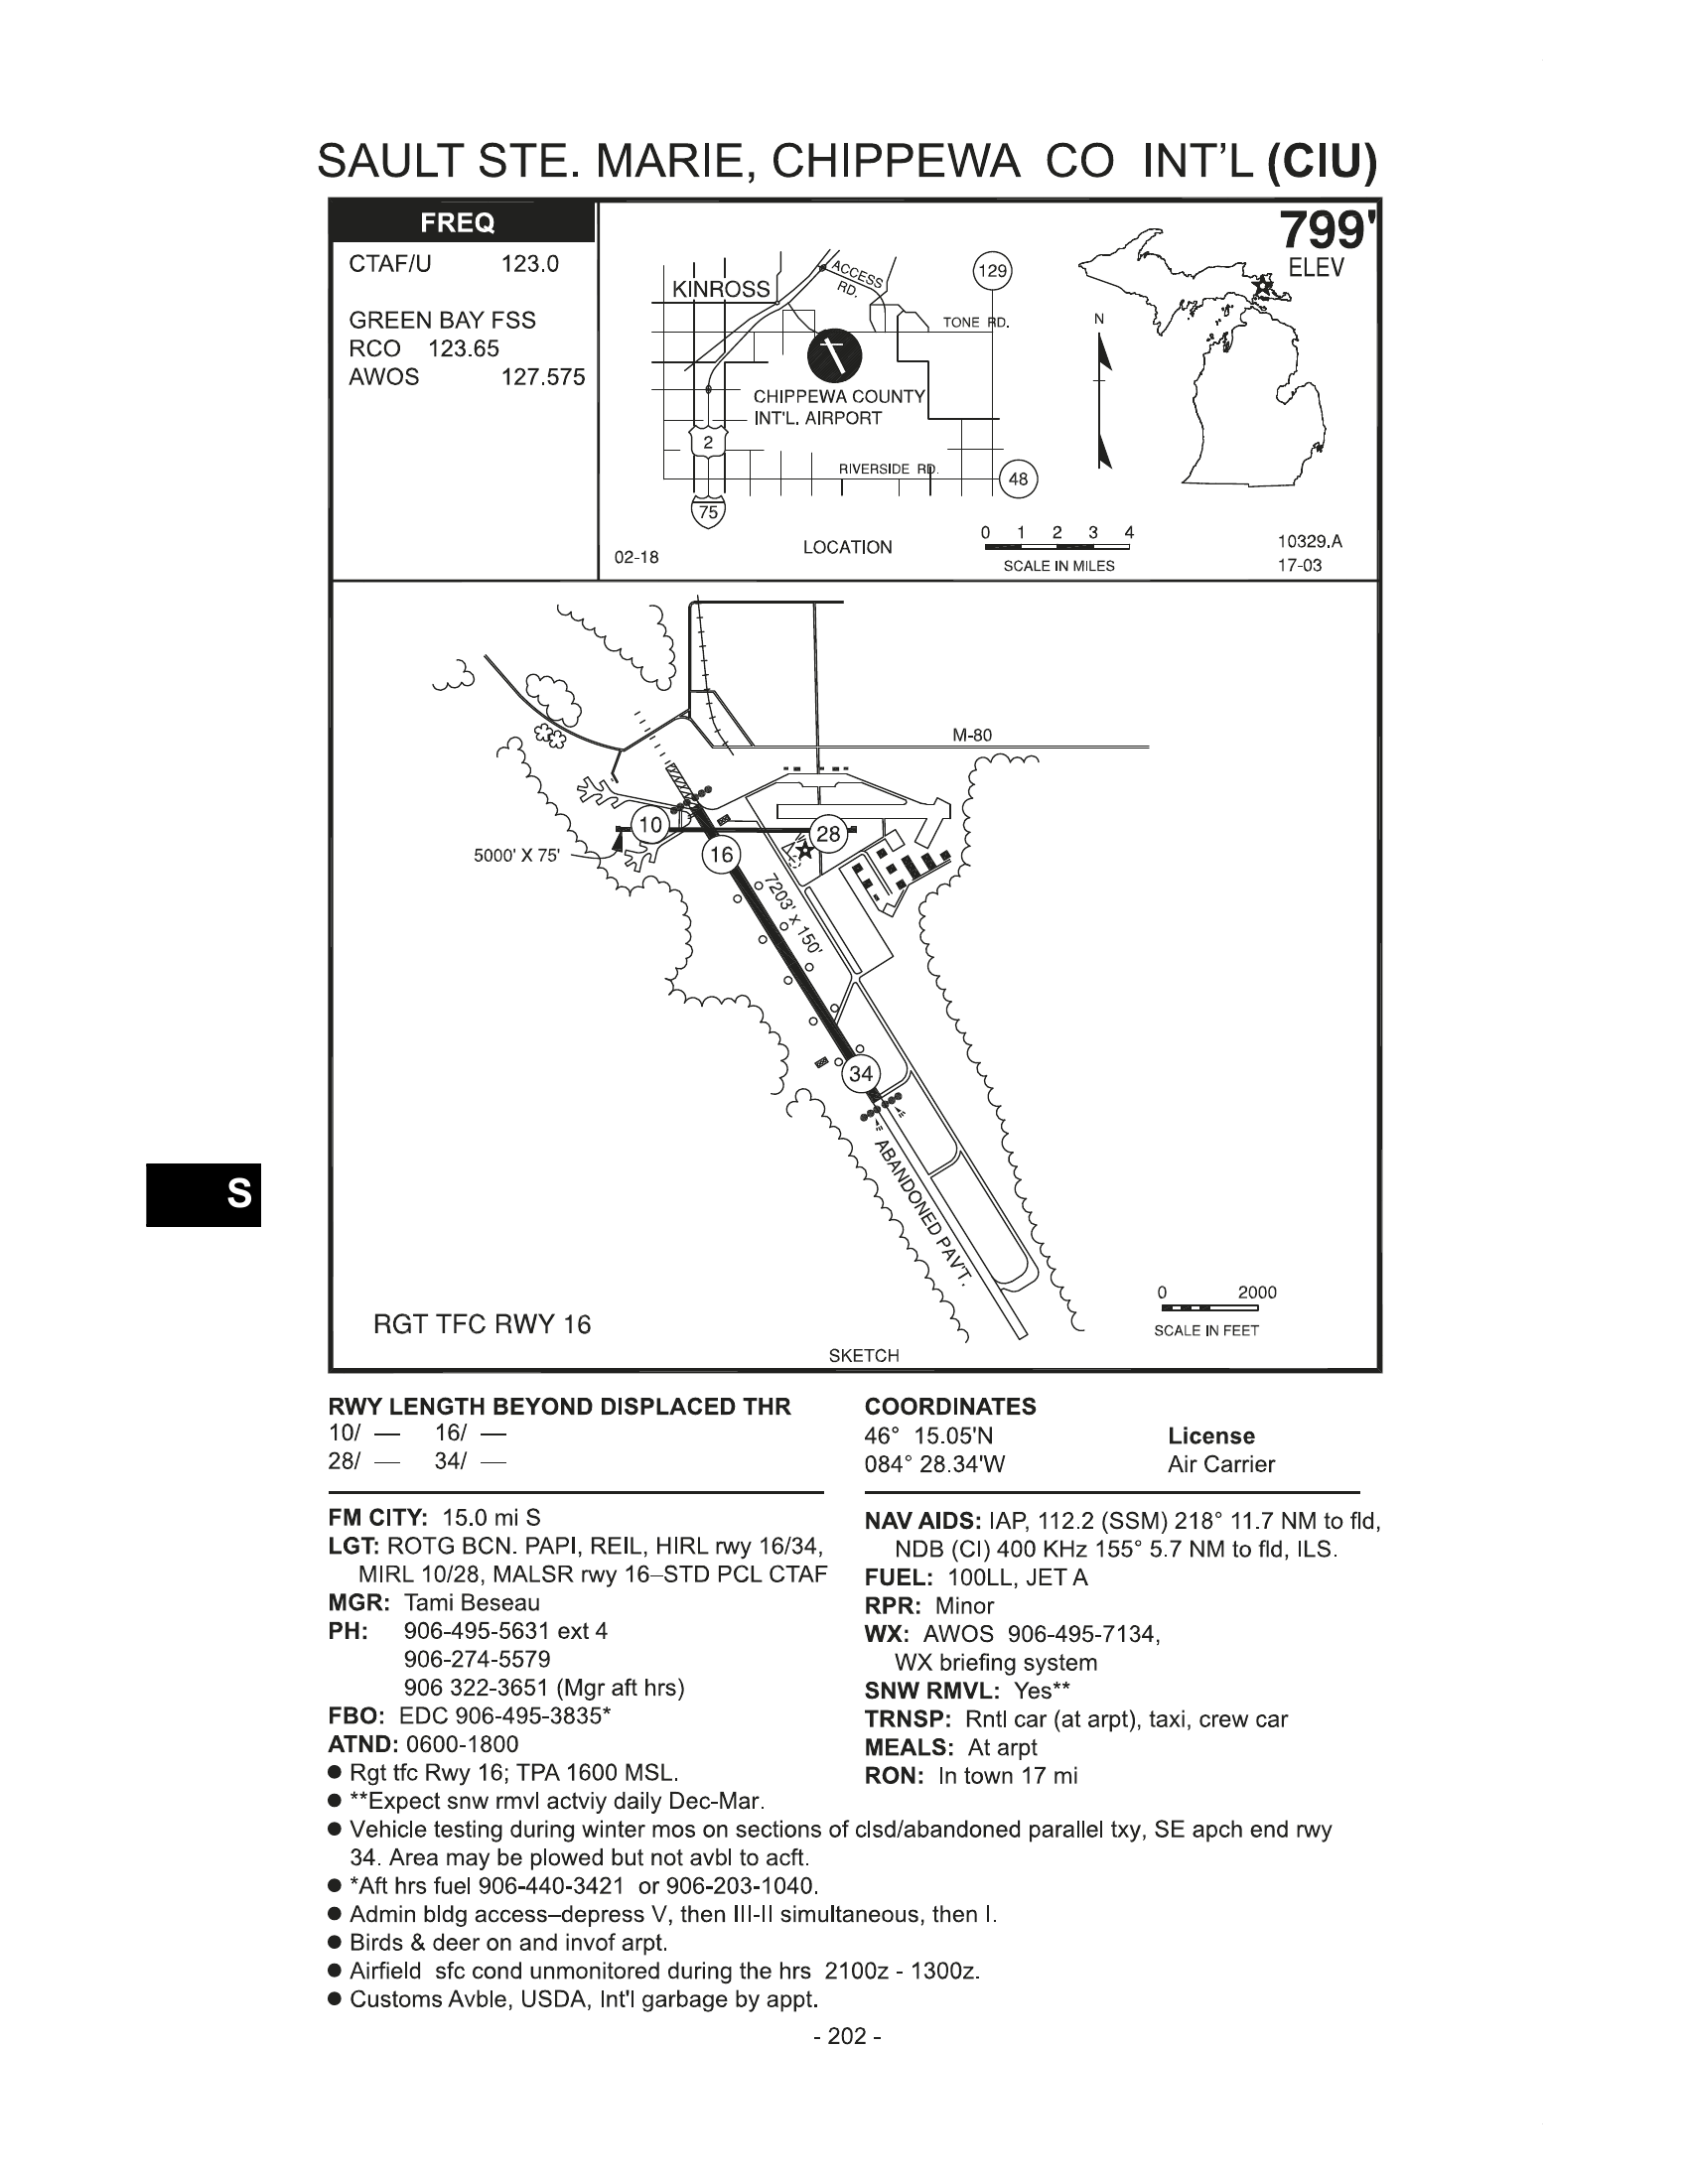 SAULT STE. MARIE, CHIPPEWA CO INT'L (CIU)
FREQ
CTAF/U 123.0
GREEN BAY FSS
RCO 123.65
AWOS 127.575
799'
ELEV
KINROSS
ACCESS
RD.
129
TONE RD.
N
CHIPPEWA COUNTY
INT'L. AIRPORT
2
RIVERSIDE RD.
48
75
LOCATION
02-18
0 1 2 3 4
SCALE IN MILES
10329.A
17-03
M-80
10
28
16
5000' X 75'
7203' X 150'
34
ABANDONED PAV'T.
0 2000
SCALE IN FEET
RGT TFC RWY 16
SKETCH
S
RWY LENGTH BEYOND DISPLACED THR
10/ — 16/ —
28/ — 34/ —
COORDINATES
46° 15.05'N
084° 28.34'W
License
Air Carrier
FM CITY: 15.0 mi S
LGT: ROTG BCN. PAPI, REIL, HIRL rwy 16/34,
MIRL 10/28, MALSR rwy 16–STD PCL CTAF
MGR: Tami Beseau
PH: 906-495-5631 ext 4
906-274-5579
906 322-3651 (Mgr aft hrs)
FBO: EDC 906-495-3835*
ATND: 0600-1800
NAV AIDS: IAP, 112.2 (SSM) 218° 11.7 NM to fld,
NDB (CI) 400 KHz 155° 5.7 NM to fld, ILS.
FUEL: 100LL, JET A
RPR: Minor
WX: AWOS 906-495-7134,
WX briefing system
SNW RMVL: Yes**
TRNSP: Rntl car (at arpt), taxi, crew car
MEALS: At arpt
RON: In town 17 mi
● Rgt tfc Rwy 16; TPA 1600 MSL.
● **Expect snw rmvl actviy daily Dec-Mar.
● Vehicle testing during winter mos on sections of clsd/abandoned parallel txy, SE apch end rwy
34. Area may be plowed but not avbl to acft.
● *Aft hrs fuel 906-440-3421 or 906-203-1040.
● Admin bldg access–depress V, then III-II simultaneous, then I.
● Birds & deer on and invof arpt.
● Airfield sfc cond unmonitored during the hrs 2100z - 1300z.
● Customs Avble, USDA, Int'l garbage by appt.
- 202 -